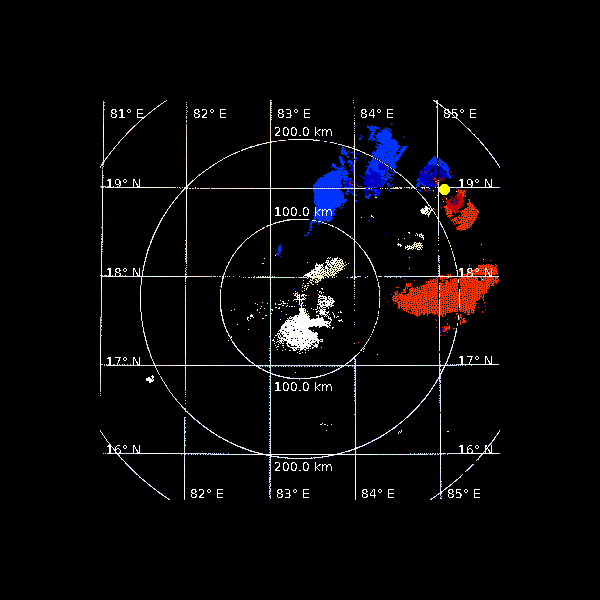 81° E 82° E 83° E 84° E 85° E
200.0 km
19° N 19° N
100.0 km
18° N 18° N
17° N 17° N
100.0 km
16° N 16° N
200.0 km
82° E 83° E 84° E 85° E